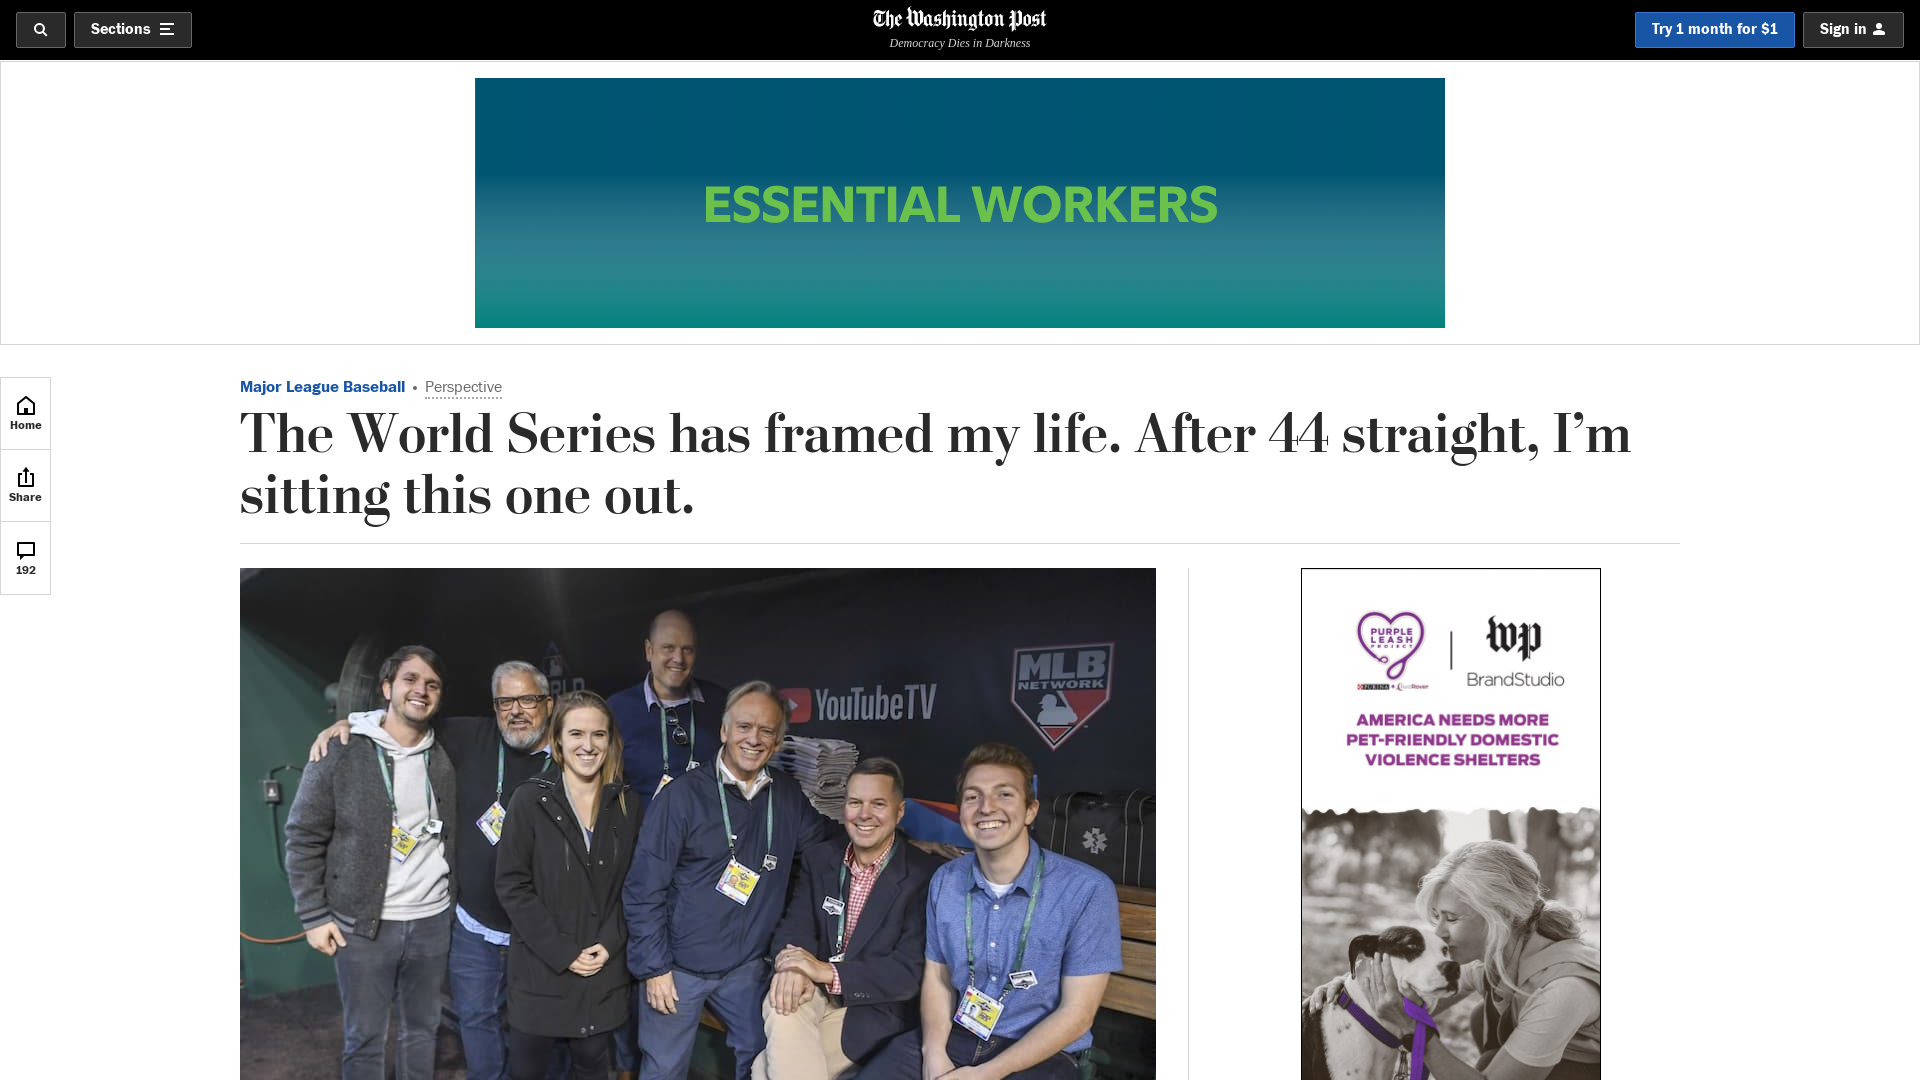 Sections
The Washington Post
Democracy Dies in Darkness
Try 1 month for $1
Sign in
ESSENTIAL WORKERS
Home
Share
192
Major League Baseball • Perspective
The World Series has framed my life. After 44 straight, I’m
sitting this one out.
YouTubeTV
MLB
NETWORK
PURPLE
LEASH
PROJECT
PURINA
wp
BrandStudio
AMERICA NEEDS MORE
PET-FRIENDLY DOMESTIC
VIOLENCE SHELTERS